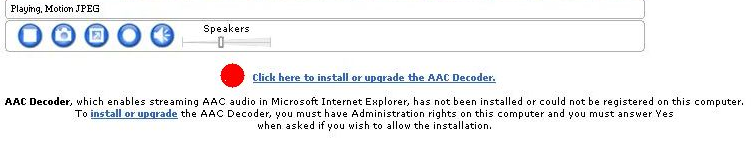 Playing, Motion JPEG
Speakers
Click here to install or upgrade the AAC Decoder.
AAC Decoder, which enables streaming AAC audio in Microsoft Internet Explorer, has not been installed or could not be registered on this computer.
To install or upgrade the AAC Decoder, you must have Administration rights on this computer and you must answer Yes
when asked if you wish to allow the installation.